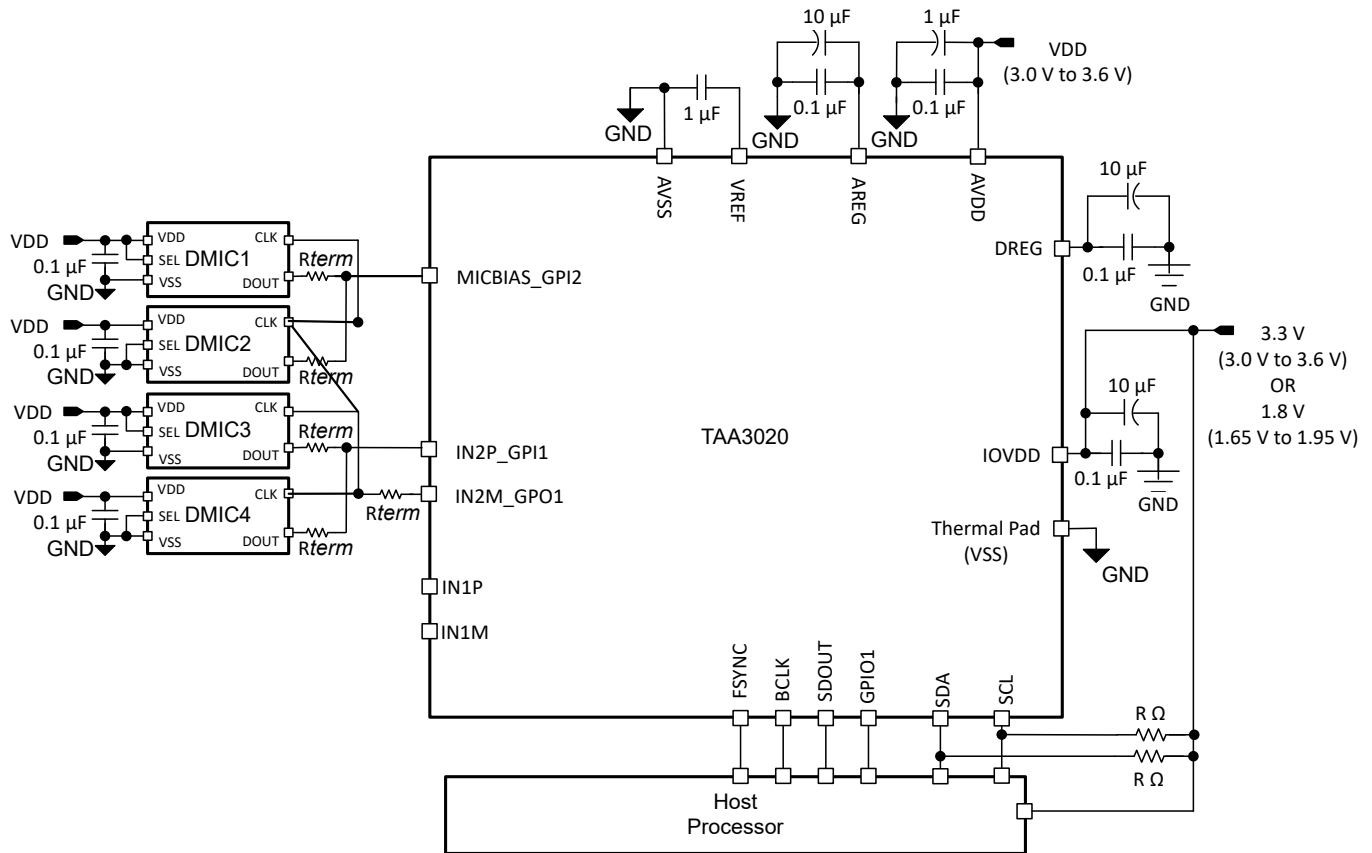 10 µF
1 µF
VDD
(3.0 V to 3.6 V)
1 µF
0.1 µF
0.1 µF
GND
GND
GND
AVSS
VREF
AREG
AVDD
10 µF
DREG
0.1 µF
GND
VDD
0.1 µF
GND
VDD
SEL
VSS
DMIC1
CLK
DOUT
Rterm
MICBIAS_GPI2
VDD
0.1 µF
GND
VDD
SEL
VSS
DMIC2
CLK
DOUT
Rterm
3.3 V
(3.0 V to 3.6 V)
OR
1.8 V
(1.65 V to 1.95 V)
10 µF
IOVDD
0.1 µF
GND
VDD
0.1 µF
GND
VDD
SEL
VSS
DMIC3
CLK
DOUT
Rterm
TAA3020
IN2P_GPI1
VDD
0.1 µF
GND
VDD
SEL
VSS
DMIC4
CLK
DOUT
Rterm
Rterm
IN2M_GPO1
Thermal Pad
(VSS)
GND
IN1P
IN1M
FSYNC
BCLK
SDOUT
GPIO1
SDA
SCL
R Ω
R Ω
Host
Processor